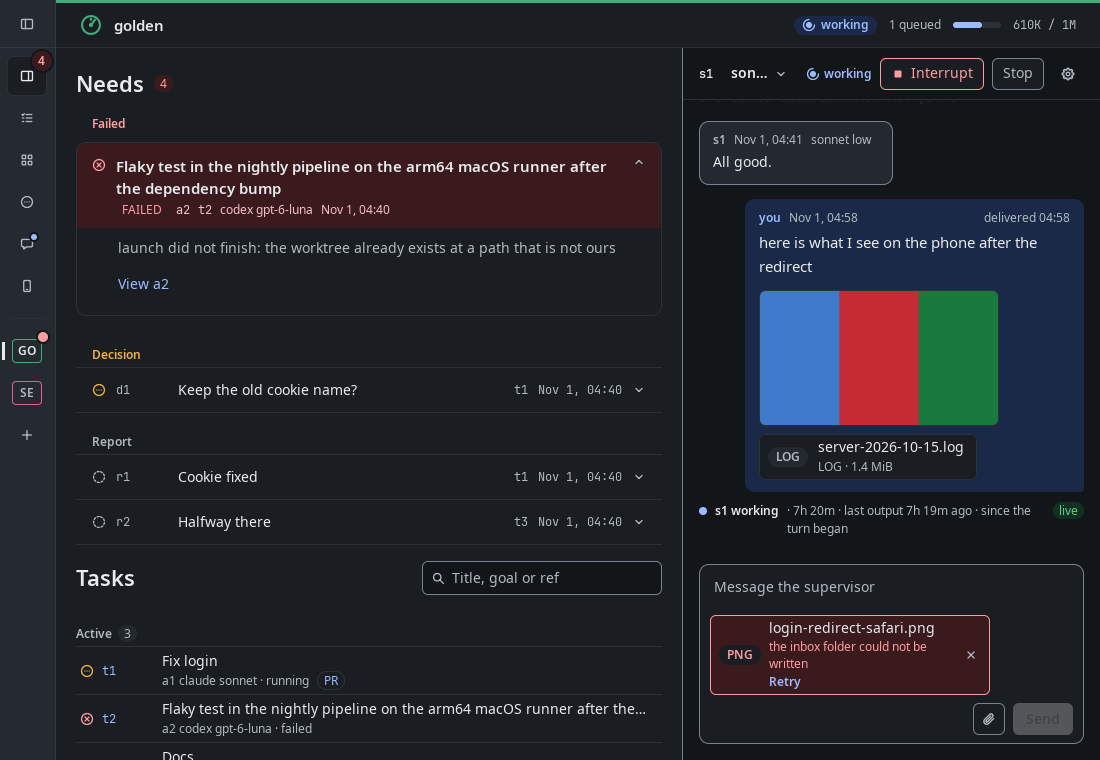 golden
working
1 queued
610K / 1M
4
GO
SE
Needs 4
Failed
Flaky test in the nightly pipeline on the arm64 macOS runner after
the dependency bump
FAILED a2 t2 codex gpt-6-luna Nov 1, 04:40
launch did not finish: the worktree already exists at a path that is not ours
View a2
Decision
d1 Keep the old cookie name? t1 Nov 1, 04:40
Report
r1 Cookie fixed t1 Nov 1, 04:40
r2 Halfway there t3 Nov 1, 04:40
Tasks
Title, goal or ref
Active 3
t1 Fix login
a1 claude sonnet · running PR
t2 Flaky test in the nightly pipeline on the arm64 macOS runner after the…
a2 codex gpt-6-luna · failed
Docs
s1 son… working Interrupt Stop
s1 Nov 1, 04:41 sonnet low
All good.
you Nov 1, 04:58 delivered 04:58
here is what I see on the phone after the
redirect
LOG server-2026-10-15.log
LOG · 1.4 MiB
s1 working · 7h 20m · last output 7h 19m ago · since the
turn began
live
Message the supervisor
PNG login-redirect-safari.png
the inbox folder could not be
written
Retry
Send